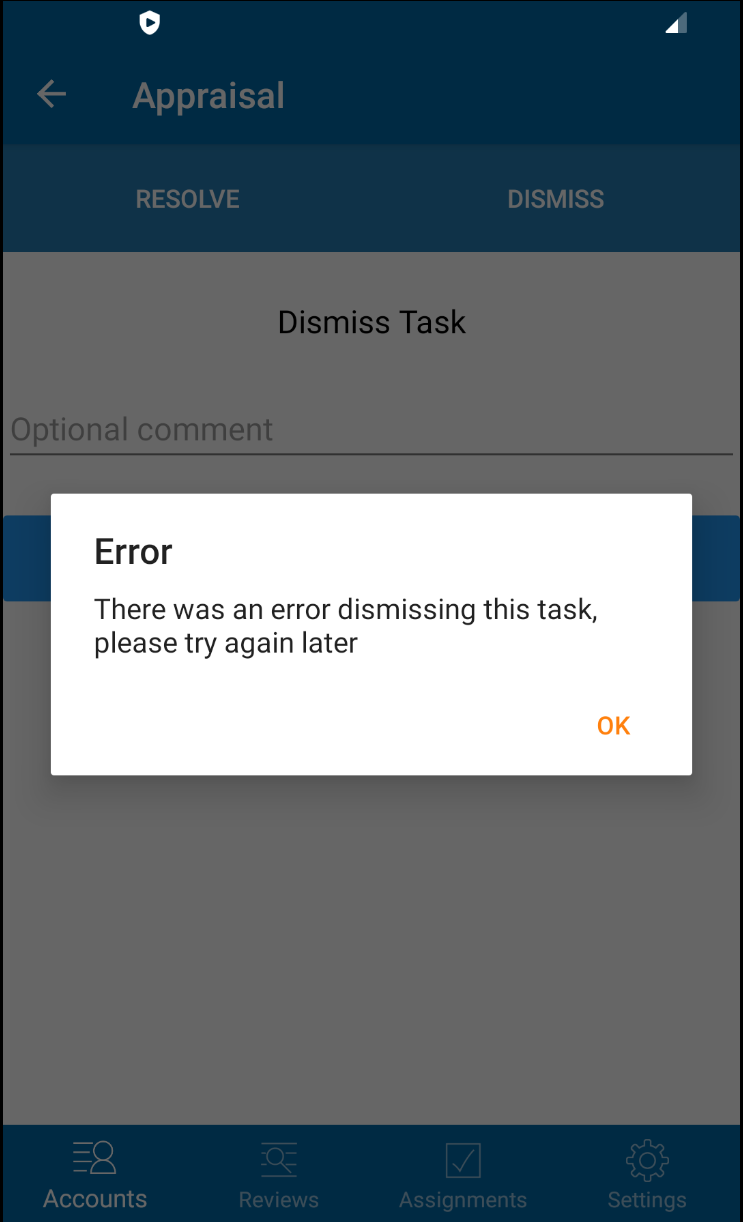 Appraisal
RESOLVE
DISMISS
Dismiss Task
Optional comment
Error
There was an error dismissing this task,
please try again later
OK
Accounts
Reviews
Assignments
Settings